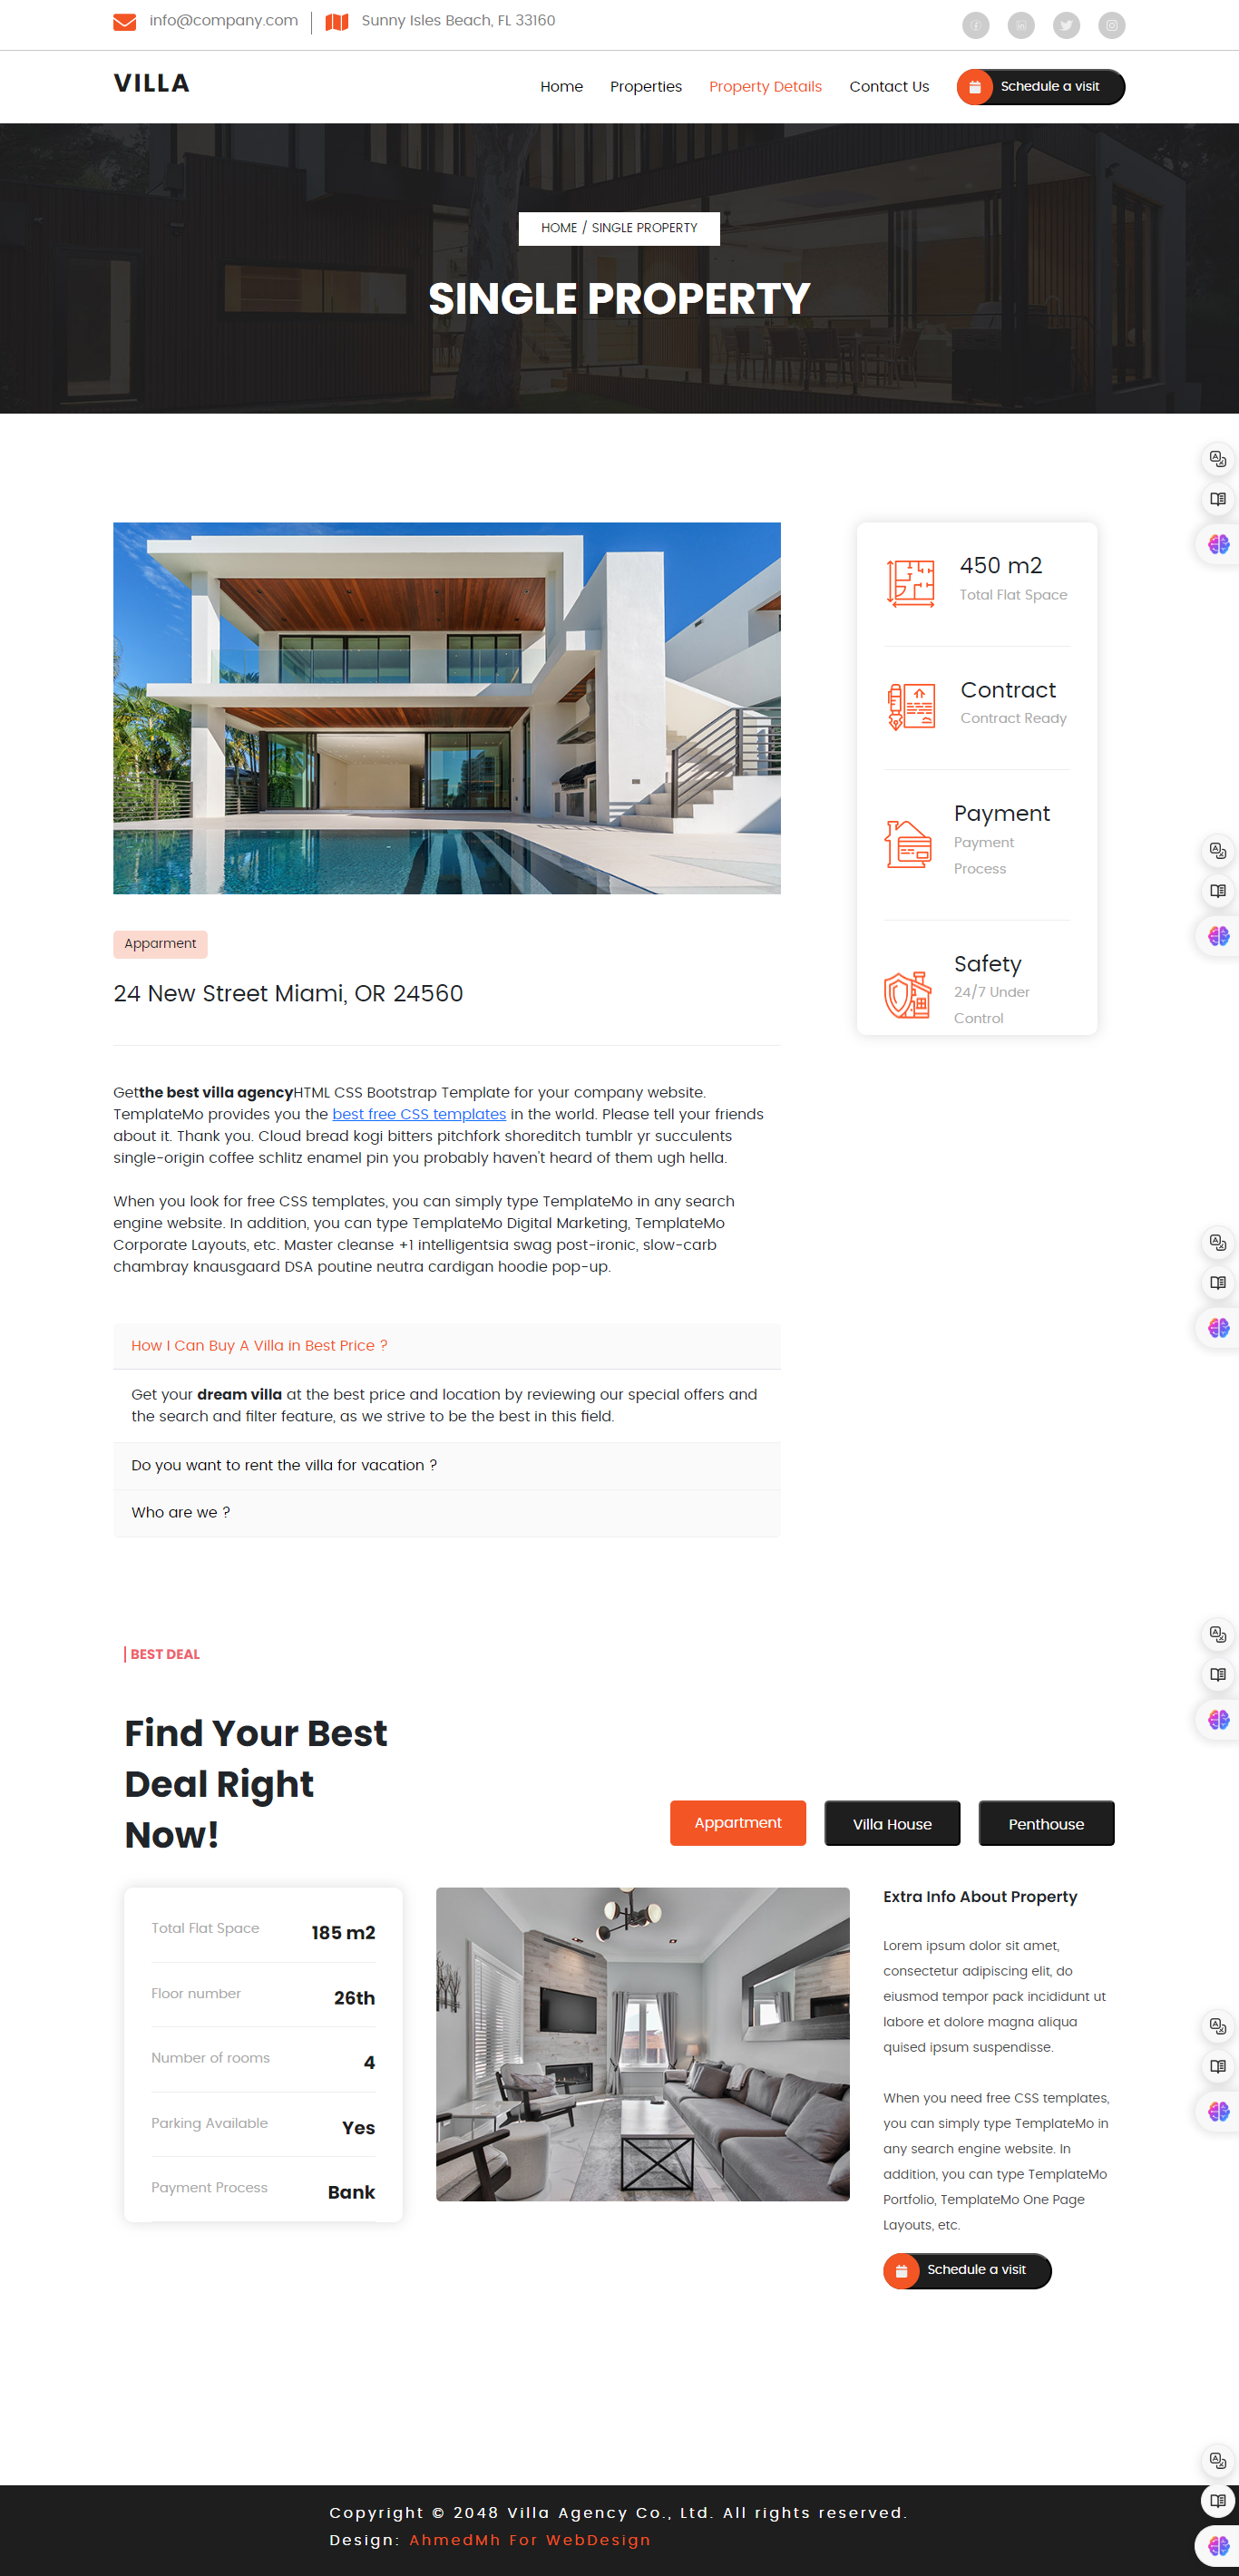 info@company.com
Sunny Isles Beach, FL 33160
VILLA
Home
Properties
Property Details
Contact Us
Schedule a visit
HOME / SINGLE PROPERTY
SINGLE PROPERTY
450 m2
Total Flat Space
Contract
Contract Ready
Payment
Payment
Process
Safety
24/7 Under
Control
Apparment
24 New Street Miami, OR 24560
Getthe best villa agencyHTML CSS Bootstrap Template for your company website.
TemplateMo provides you the best free CSS templates in the world. Please tell your friends
about it. Thank you. Cloud bread kogi bitters pitchfork shoreditch tumblr yr succulents
single-origin coffee schlitz enamel pin you probably haven't heard of them ugh hella.
When you look for free CSS templates, you can simply type TemplateMo in any search
engine website. In addition, you can type TemplateMo Digital Marketing, TemplateMo
Corporate Layouts, etc. Master cleanse +1 intelligentsia swag post-ironic, slow-carb
chambray knausgaard DSA poutine neutra cardigan hoodie pop-up.
How I Can Buy A Villa in Best Price ?
Get your dream villa at the best price and location by reviewing our special offers and
the search and filter feature, as we strive to be the best in this field.
Do you want to rent the villa for vacation ?
Who are we ?
BEST DEAL
Find Your Best
Deal Right
Now!
Appartment
Villa House
Penthouse
Total Flat Space
185 m2
Floor number
26th
Number of rooms
4
Parking Available
Yes
Payment Process
Bank
Extra Info About Property
Lorem ipsum dolor sit amet,
consectetur adipiscing elit, do
eiusmod tempor pack incididunt ut
labore et dolore magna aliqua
quised ipsum suspendisse.
When you need free CSS templates,
you can simply type TemplateMo in
any search engine website. In
addition, you can type TemplateMo
Portfolio, TemplateMo One Page
Layouts, etc.
Schedule a visit
Copyright © 2048 Villa Agency Co., Ltd. All rights reserved.
Design: AhmedMh For WebDesign